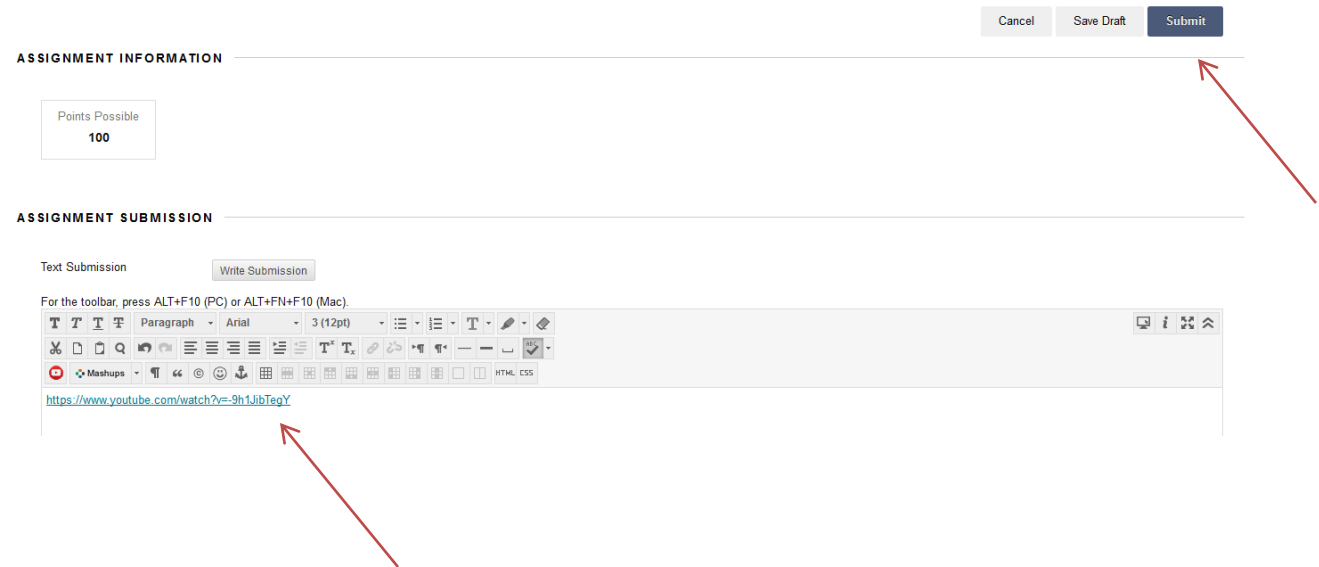 Cancel Save Draft Submit
ASSIGNMENT INFORMATION
Points Possible
100
ASSIGNMENT SUBMISSION
Text Submission Write Submission
For the toolbar, press ALT+F10 (PC) or ALT+FN+F10 (Mac).
T T T T Paragraph Arial 3 (12pt) T i
T× Tx ¶ ¶ ABC
Mashups ¶ “ © HTML CSS
https://www.youtube.com/watch?v=-9h1JibTegY